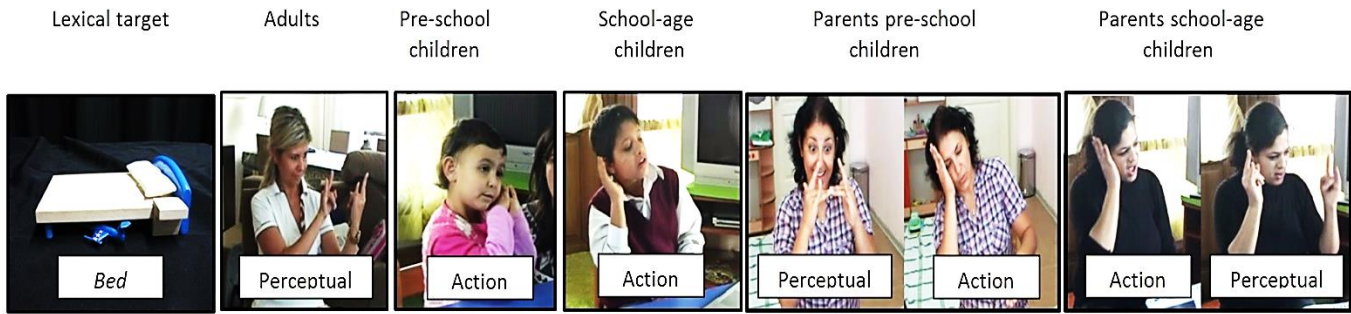 Lexical target
Adults
Pre-school
children
School-age
children
Parents pre-school
children
Parents school-age
children
Bed
Perceptual
Action
Action
Perceptual
Action
Action
Perceptual